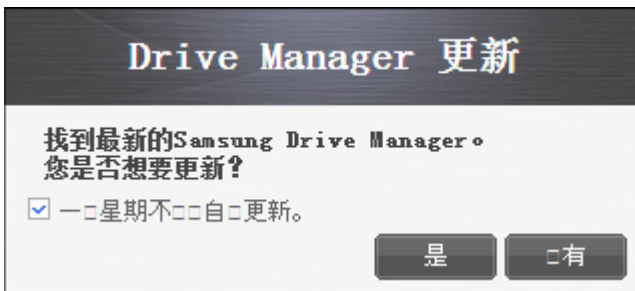 Drive Manager 更新
找到最新的Samsung Drive Manager。
您是否想要更新?
一□星期不□□自□更新。
是
□有